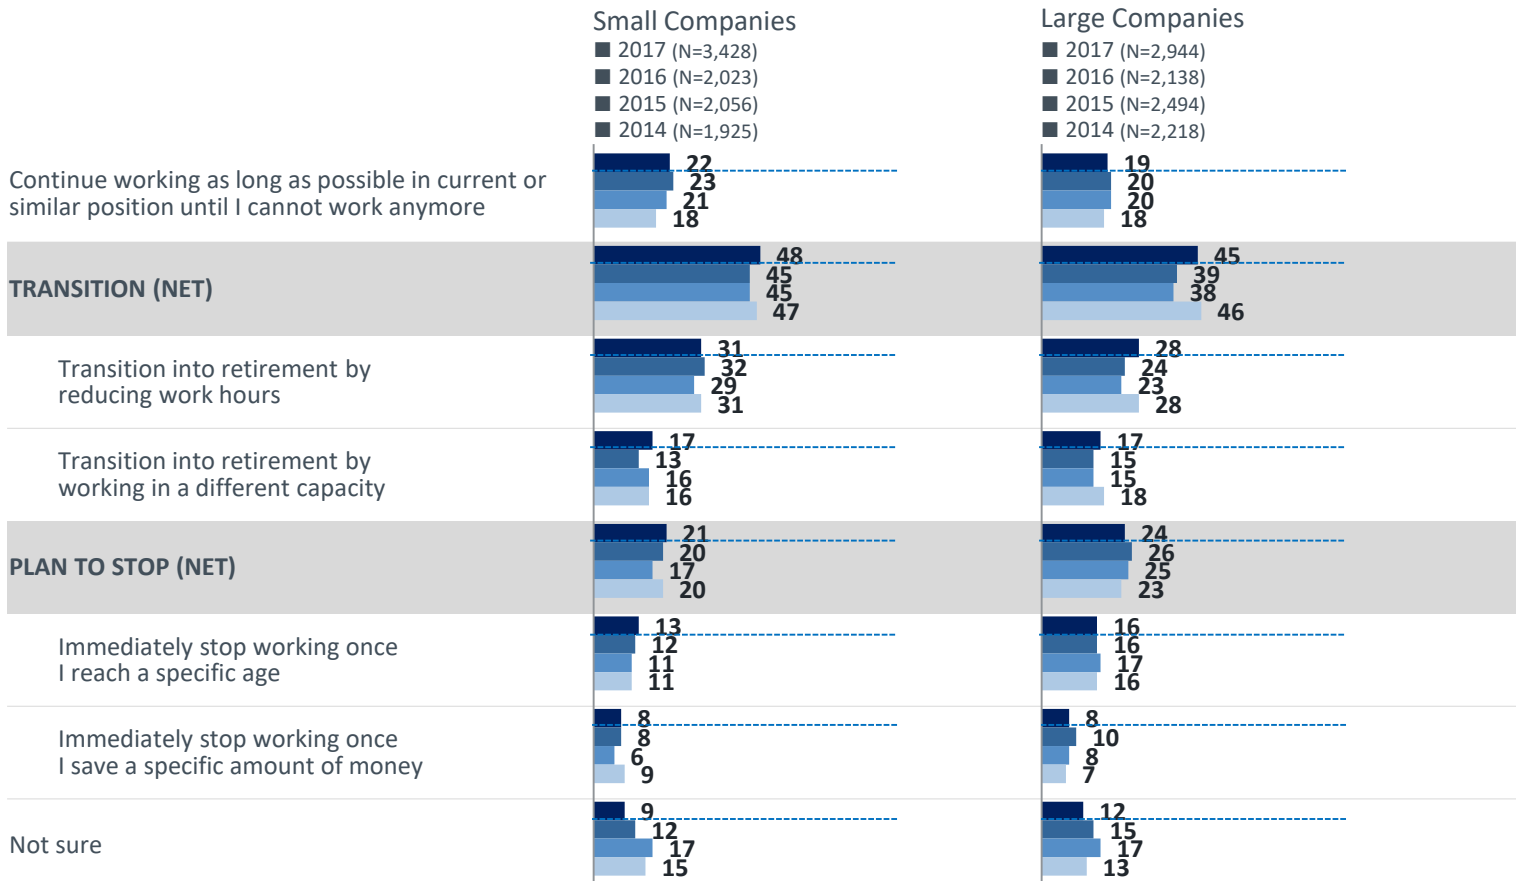 Small Companies
2017 (N=3,428)
2016 (N=2,023)
2015 (N=2,056)
2014 (N=1,925)
Large Companies
2017 (N=2,944)
2016 (N=2,138)
2015 (N=2,494)
2014 (N=2,218)
Continue working as long as possible in current or
similar position until I cannot work anymore
22
23
21
18
19
20
20
18
TRANSITION (NET)
48
45
45
47
45
39
38
46
Transition into retirement by
reducing work hours
31
32
29
31
28
24
23
28
Transition into retirement by
working in a different capacity
17
13
16
16
17
15
15
18
PLAN TO STOP (NET)
21
20
17
20
24
26
25
23
Immediately stop working once
I reach a specific age
13
12
11
11
16
16
17
16
Immediately stop working once
I save a specific amount of money
8
8
6
9
8
10
8
7
Not sure
9
12
17
15
12
15
17
13